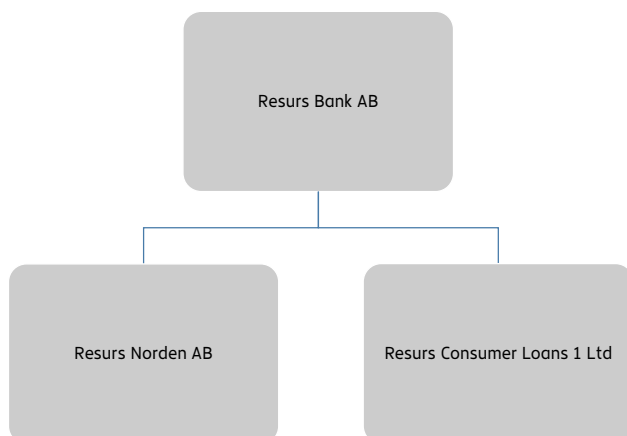 Resurs Bank AB
Resurs Norden AB
Resurs Consumer Loans 1 Ltd